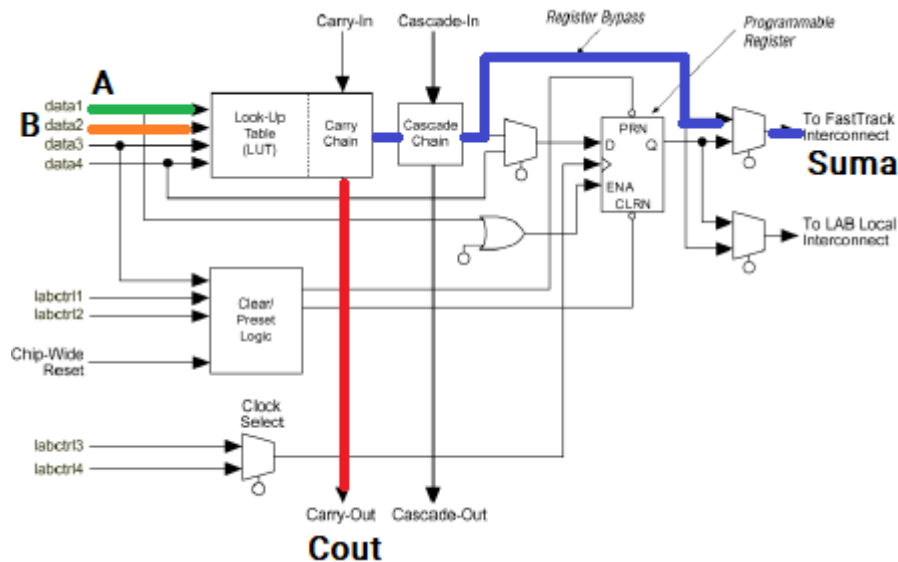 Carry-In
Cascade-In
Register Bypass
Programmable
Register
A
B
data1
data2
data3
data4
Look-Up
Table
(LUT)
Carry
Chain
Cascade
Chain
PRN
D
Q
ENA
CLRN
To FastTrack
Interconnect
Suma
To LAB Local
Interconnect
labctrl1
labctrl2
Clear/
Preset
Logic
Chip-Wide
Reset
Clock
Select
labctrl3
labctrl4
Carry-Out
Cascade-Out
Cout